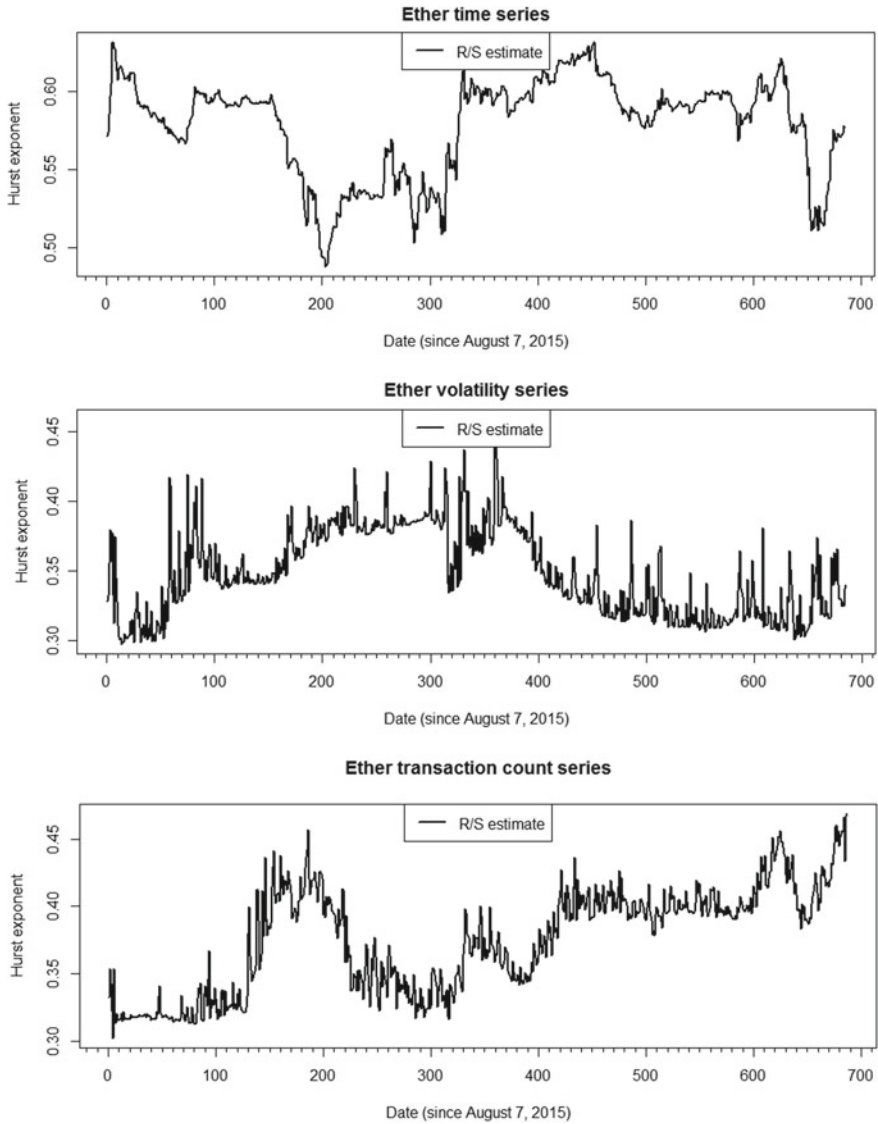 Ether time series
R/S estimate
Hurst exponent
0.60
0.55
0.50
0 100 200 300 400 500 600 700
Date (since August 7, 2015)
Ether volatility series
R/S estimate
Hurst exponent
0.45
0.40
0.35
0.30
0 100 200 300 400 500 600 700
Date (since August 7, 2015)
Ether transaction count series
R/S estimate
Hurst exponent
0.45
0.40
0.35
0.30
0 100 200 300 400 500 600 700
Date (since August 7, 2015)